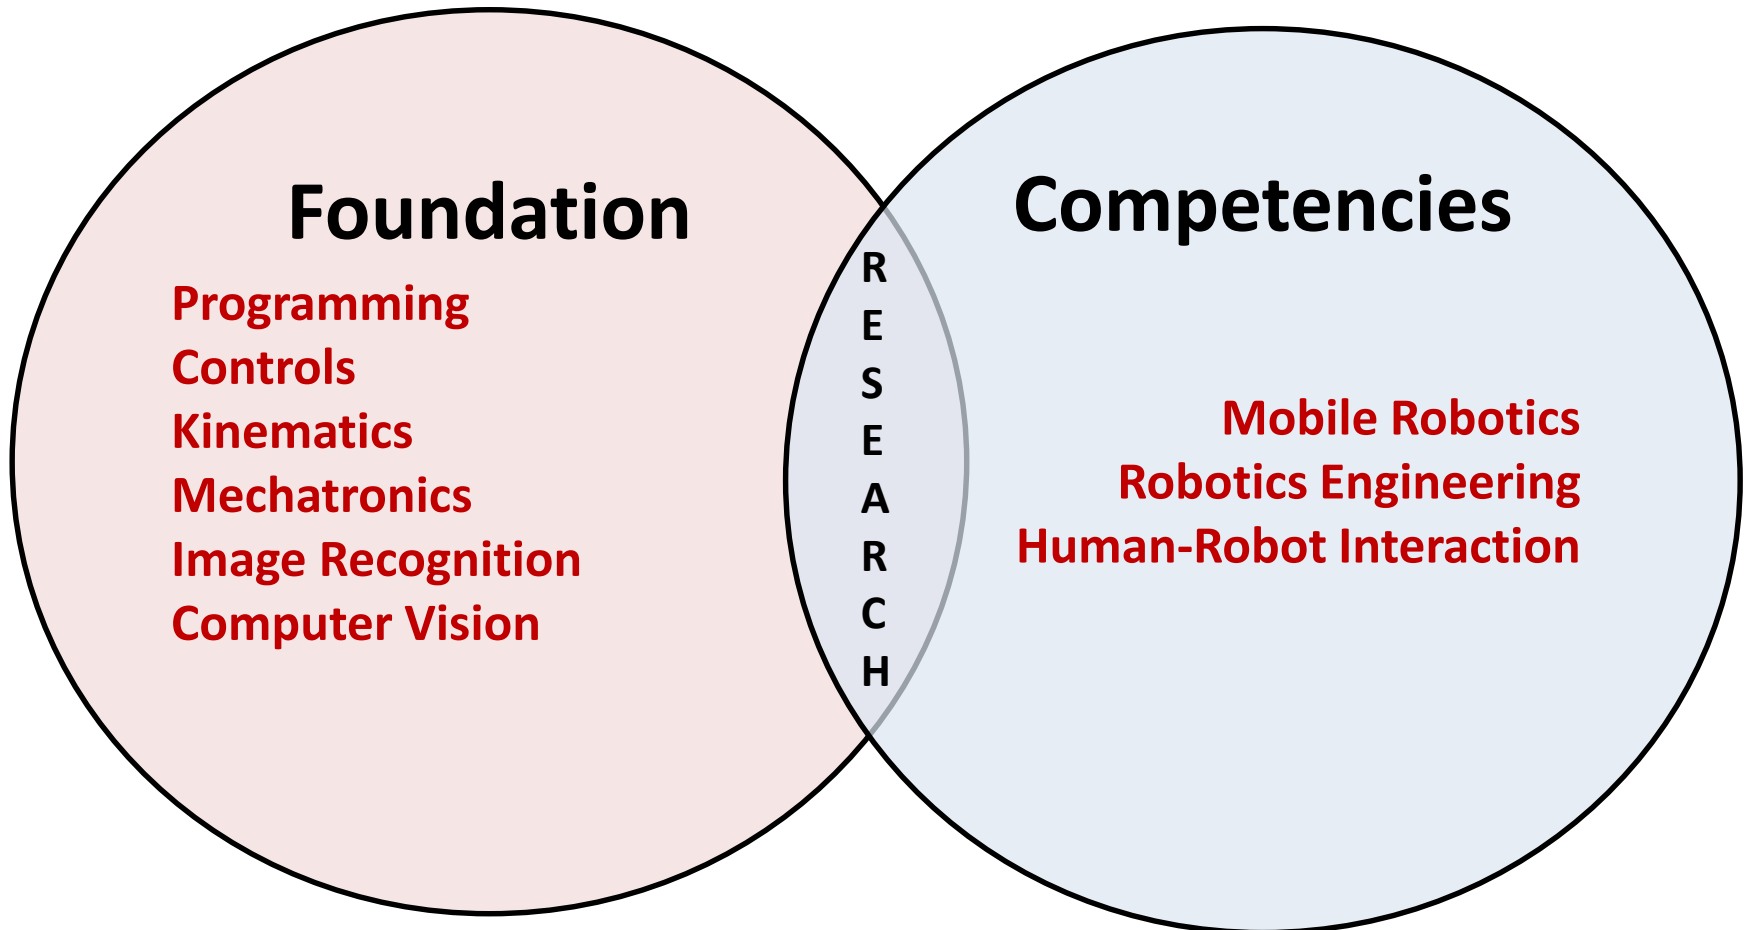 Foundation
Programming
Controls
Kinematics
Mechatronics
Image Recognition
Computer Vision
R
E
S
E
A
R
C
H
Competencies
Mobile Robotics
Robotics Engineering
Human-Robot Interaction